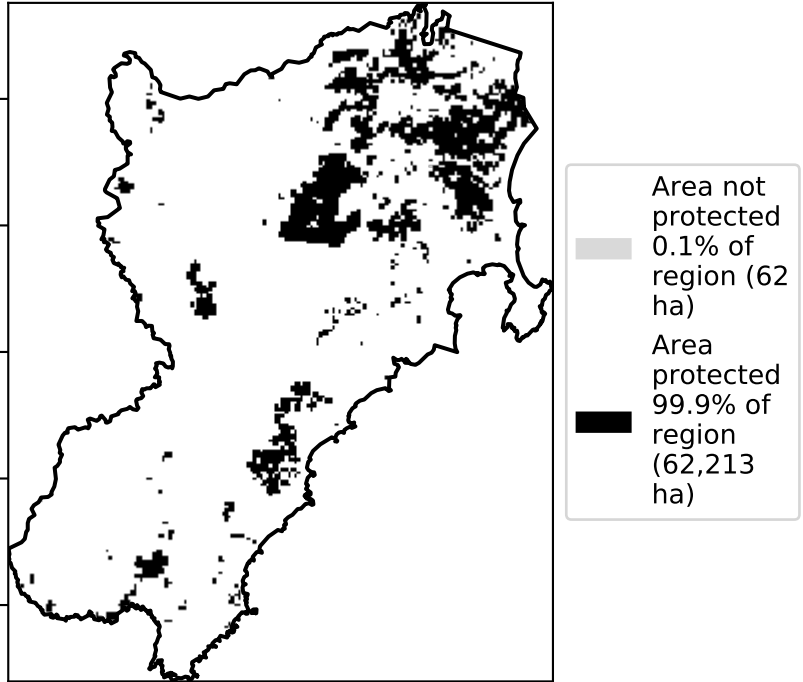 Area not
protected
0.1% of
region (62
ha)
Area
protected
99.9% of
region
(62,213
ha)